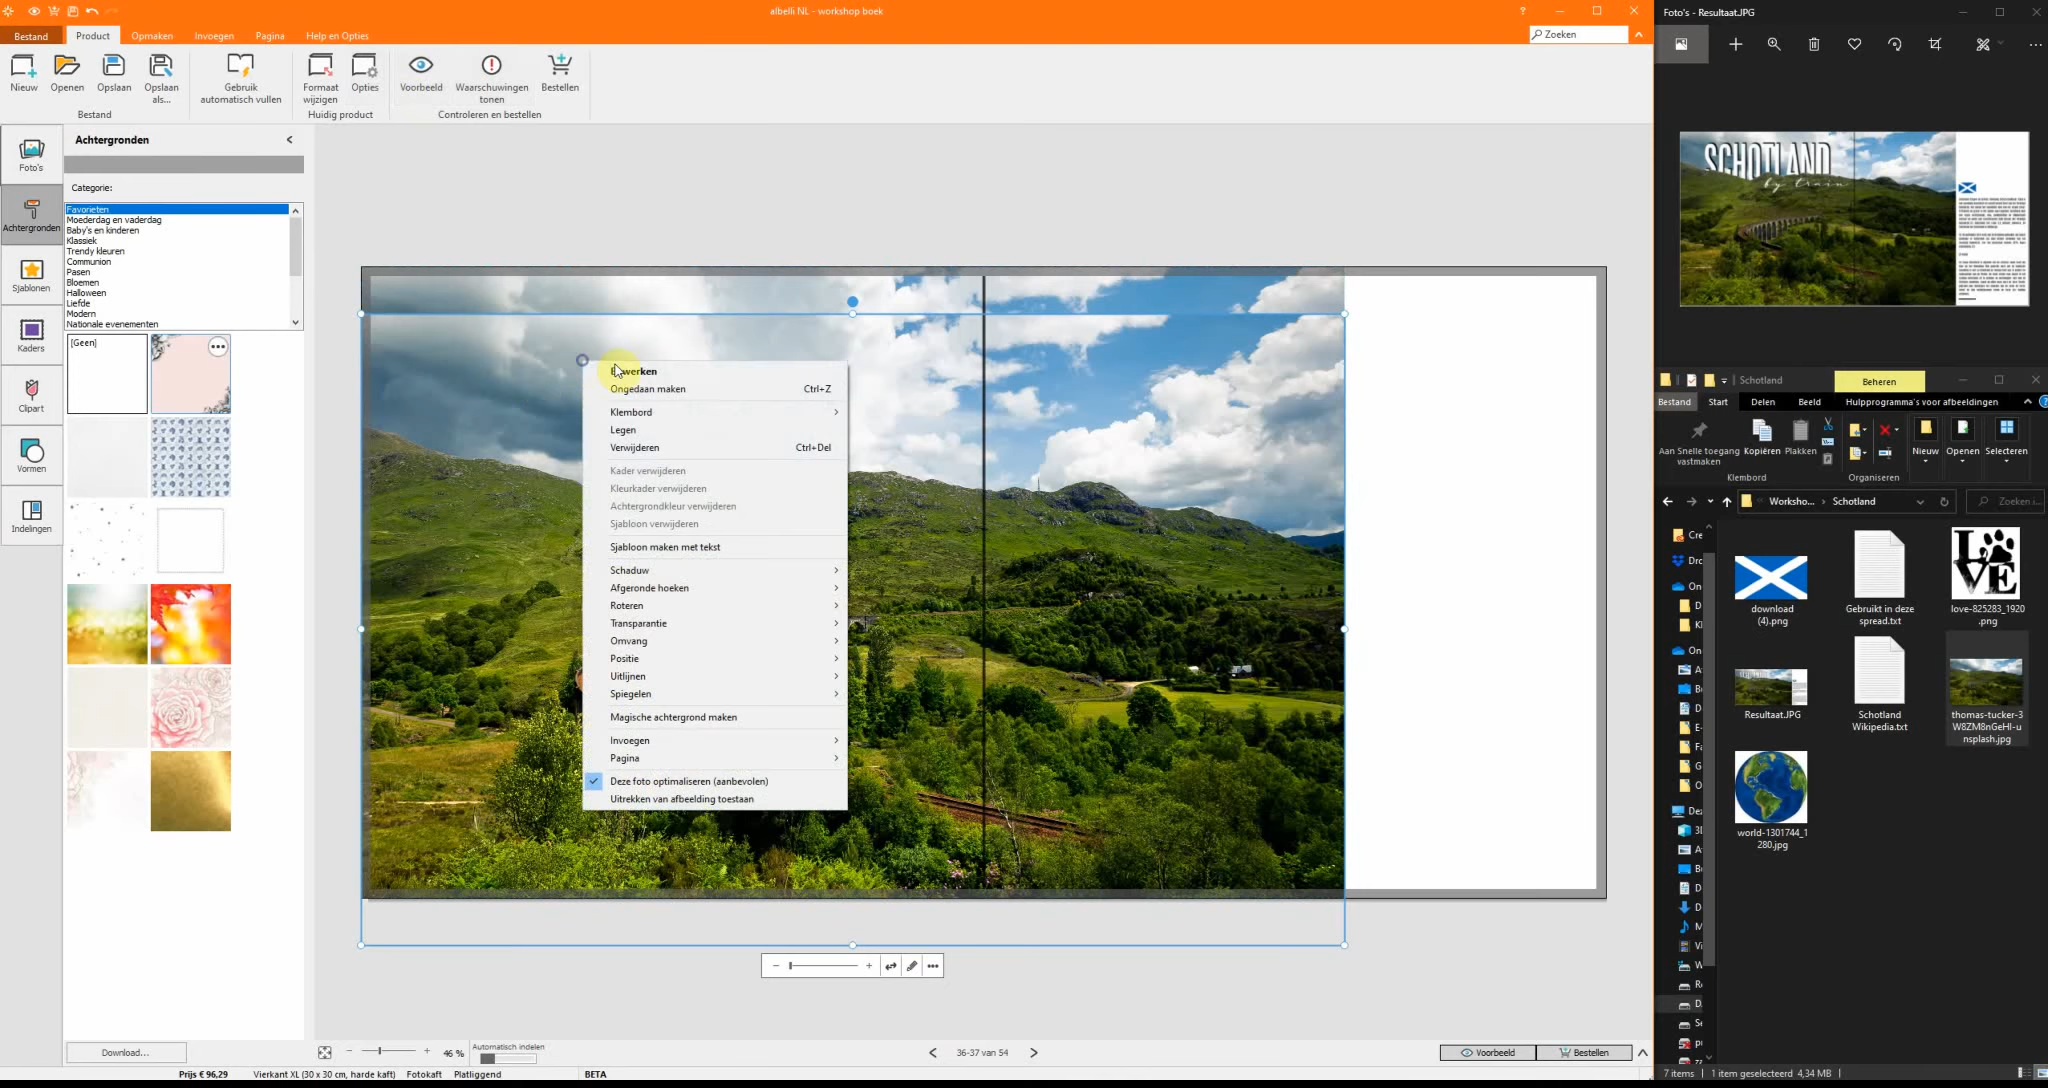 albelli NL - workshop boek
?
Bestand
Product
Opmaken
Invoegen
Pagina
Help en Opties
Zoeken
Nieuw
Openen
Opslaan
Opslaan als...
Gebruik automatisch vullen
Formaat wijzigen
Opties
Voorbeeld
Waarschuwingen tonen
Bestellen
Bestand
Huidig product
Controleren en bestellen
Foto's
Achtergronden
Sjablonen
Kaders
Clipart
Vormen
Indelingen
Achtergronden
Categorie:
Favorieten
Moederdag en vaderdag
Baby's en kinderen
Klassiek
Trendy kleuren
Communion
Pasen
Bloemen
Halloween
Liefde
Modern
Nationale evenementen
[Geen]
Download...
Ongedaan maken Ctrl+Z
Klembord
Legen
Verwijderen Ctrl+Del
Kader verwijderen
Kleurkader verwijderen
Achtergrondkleur verwijderen
Sjabloon verwijderen
Sjabloon maken met tekst
Schaduw
Afgeronde hoeken
Roteren
Transparantie
Omvang
Positie
Uitlijnen
Spiegelen
Magische achtergrond maken
Invoegen
Pagina
Deze foto optimaliseren (aanbevolen)
Uitrekken van afbeelding toestaan
46 %
Automatisch indelen
36-37 van 54
Voorbeeld
Bestellen
Prijs € 96,29
Vierkant XL (30 x 30 cm, harde kaft)
Fotokaft
Platliggend
BETA
Foto's - Resultaat.JPG
SCHOTLAND
by train
Schotland
Beheren
Bestand
Start
Delen
Beeld
Hulpprogramma's voor afbeeldingen
Aan Snelle toegang vastmaken
Kopiëren
Plakken
Nieuw
Openen
Selecteren
Klembord
Organiseren
Worksho... › Schotland
Zoeken i...
download (4).png
Gebruikt in deze spread.txt
LOVE
love-825283_1920.png
Resultaat.JPG
Schotland Wikipedia.txt
thomas-tucker-3W8ZM8nGeHI-unsplash.jpg
world-1301744_1280.jpg
7 items
1 item geselecteerd 4,34 MB